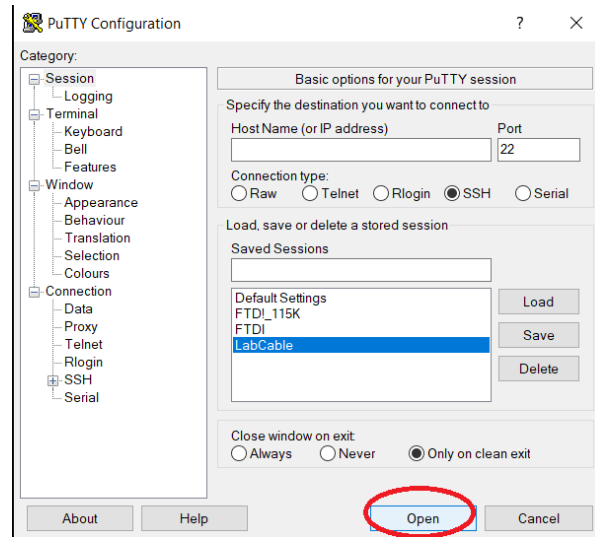 PuTTY Configuration ? ×
Category:
Session
Logging
Terminal
Keyboard
Bell
Features
Window
Appearance
Behaviour
Translation
Selection
Colours
Connection
Data
Proxy
Telnet
Rlogin
SSH
Serial
Basic options for your PuTTY session
Specify the destination you want to connect to
Host Name (or IP address) Port
22
Connection type:
Raw Telnet Rlogin SSH Serial
Load, save or delete a stored session
Saved Sessions
Default Settings
FTD!_115K
FTDI
LabCable
Load
Save
Delete
Close window on exit:
Always Never Only on clean exit
About Help Open Cancel